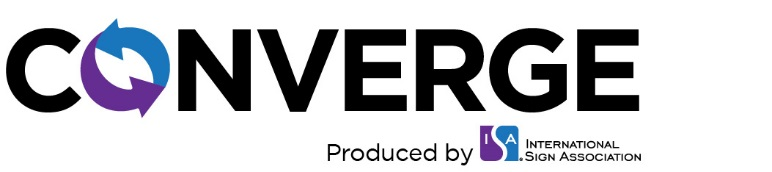 CONVERGE
Produced by ISA INTERNATIONAL
SIGN ASSOCIATION